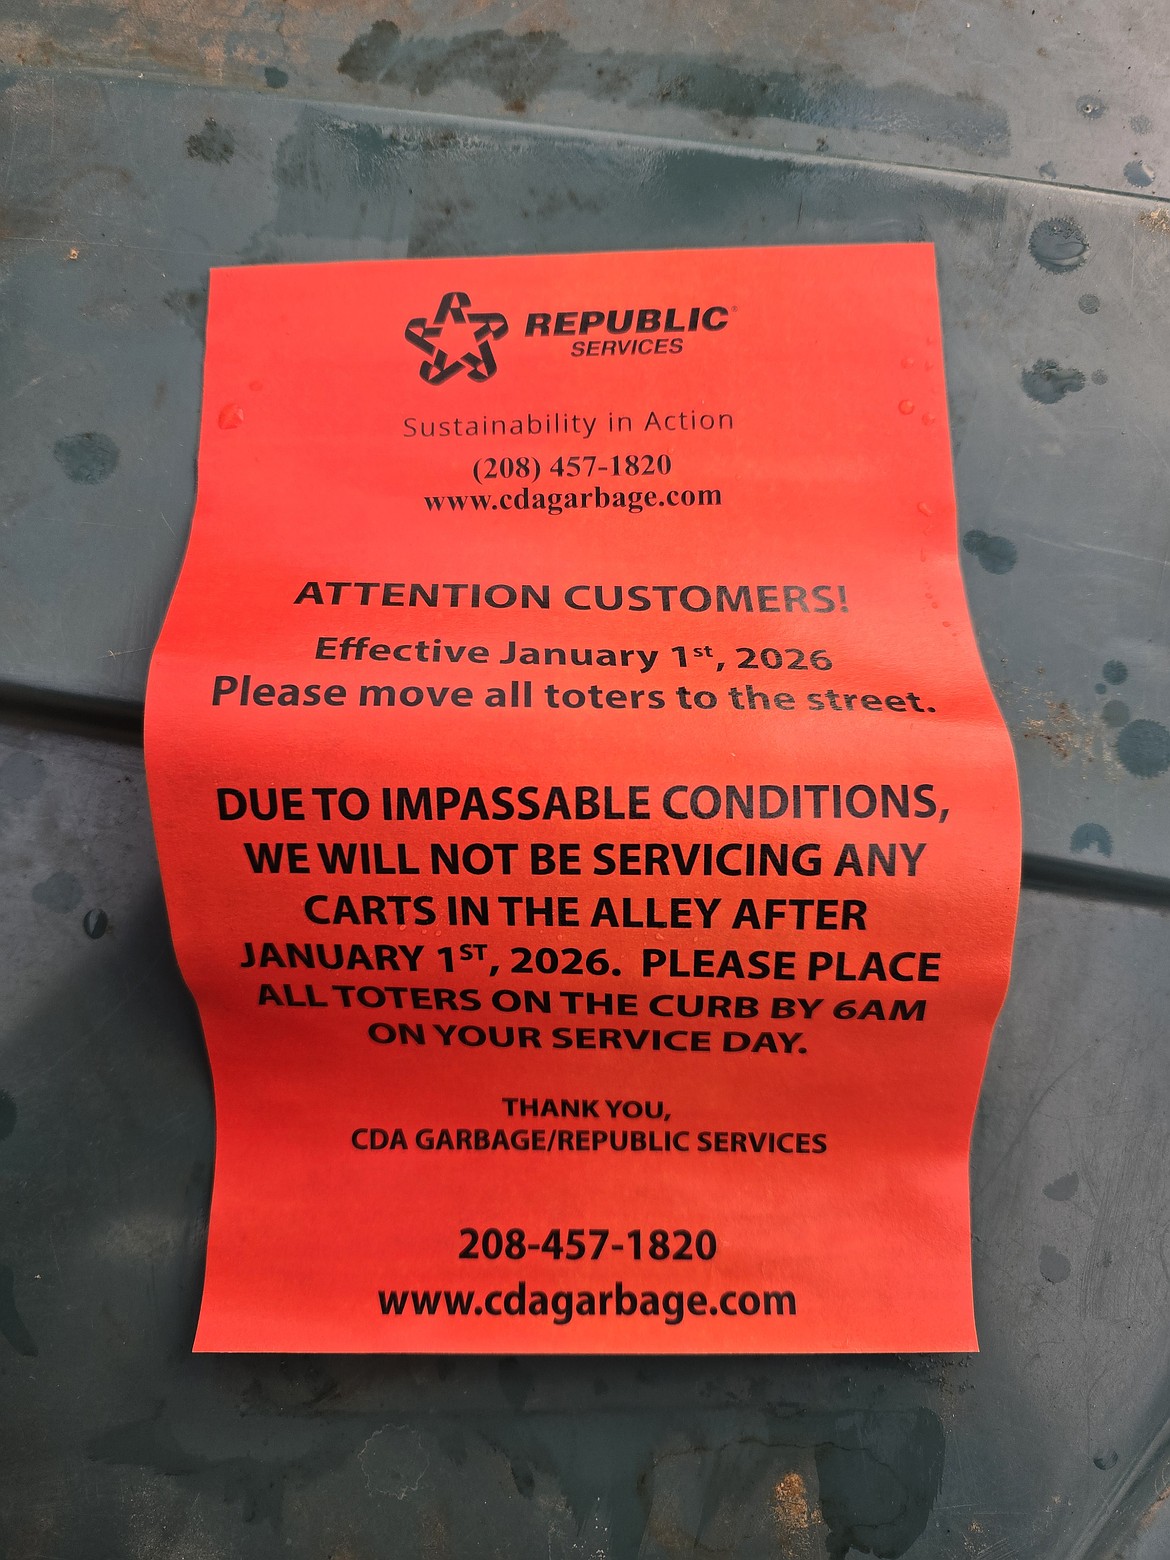 REPUBLIC®
SERVICES
Sustainability in Action
(208) 457-1820
www.cdagarbage.com
ATTENTION CUSTOMERS!
Effective January 1st, 2026
Please move all toters to the street.
DUE TO IMPASSABLE CONDITIONS,
WE WILL NOT BE SERVICING ANY
CARTS IN THE ALLEY AFTER
JANUARY 1ST, 2026. PLEASE PLACE
ALL TOTERS ON THE CURB BY 6AM
ON YOUR SERVICE DAY.
THANK YOU,
CDA GARBAGE/REPUBLIC SERVICES
208-457-1820
www.cdagarbage.com